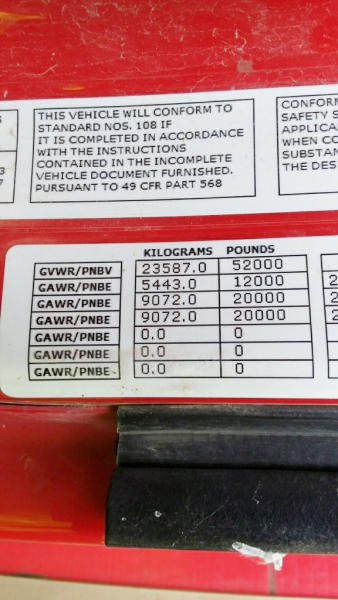 THIS VEHICLE WILL CONFORM TO
STANDARD NOS. 108 IF
IT IS COMPLETED IN ACCORDANCE
WITH THE INSTRUCTIONS
CONTAINED IN THE INCOMPLETE
VEHICLE DOCUMENT FURNISHED.
PURSUANT TO 49 CFR PART 568
CONFORM
SAFETY S
APPLICA
WHEN CO
SUBSTAN
THE DES
KILOGRAMS POUNDS
GVWR/PNBV 23587.0 52000
GAWR/PNBE 5443.0 12000
GAWR/PNBE 9072.0 20000
GAWR/PNBE 9072.0 20000
GAWR/PNBE 0.0 0
GAWR/PNBE 0.0 0
GAWR/PNBE 0.0 0